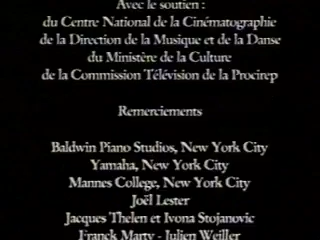 Avec le soutien :
du Centre National de la Cinématographie
de la Direction de la Musique et de la Danse
du Ministère de la Culture
de la Commission Télévision de la Procirep
Remerciements
Baldwin Piano Studios, New York City
Yamaha, New York City
Mannes College, New York City
Joël Lester
Jacques Thelen et Ivona Stojanovic
Franck Marty - Julien Weiller